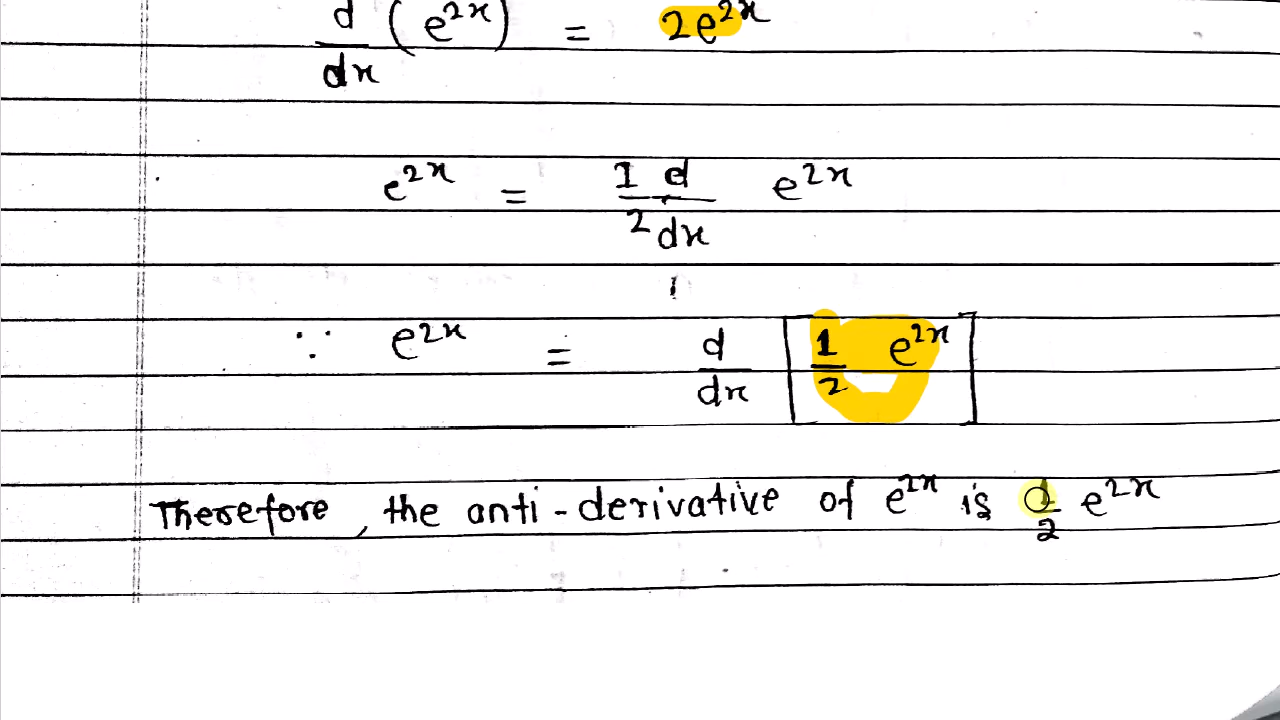 d/dx (e^2x) = 2e^2x
e^2x = 1/2 d/dx e^2x
∵ e^2x = d/dx [1/2 e^2x]
Therefore, the anti-derivative of e^2x is 1/2 e^2x